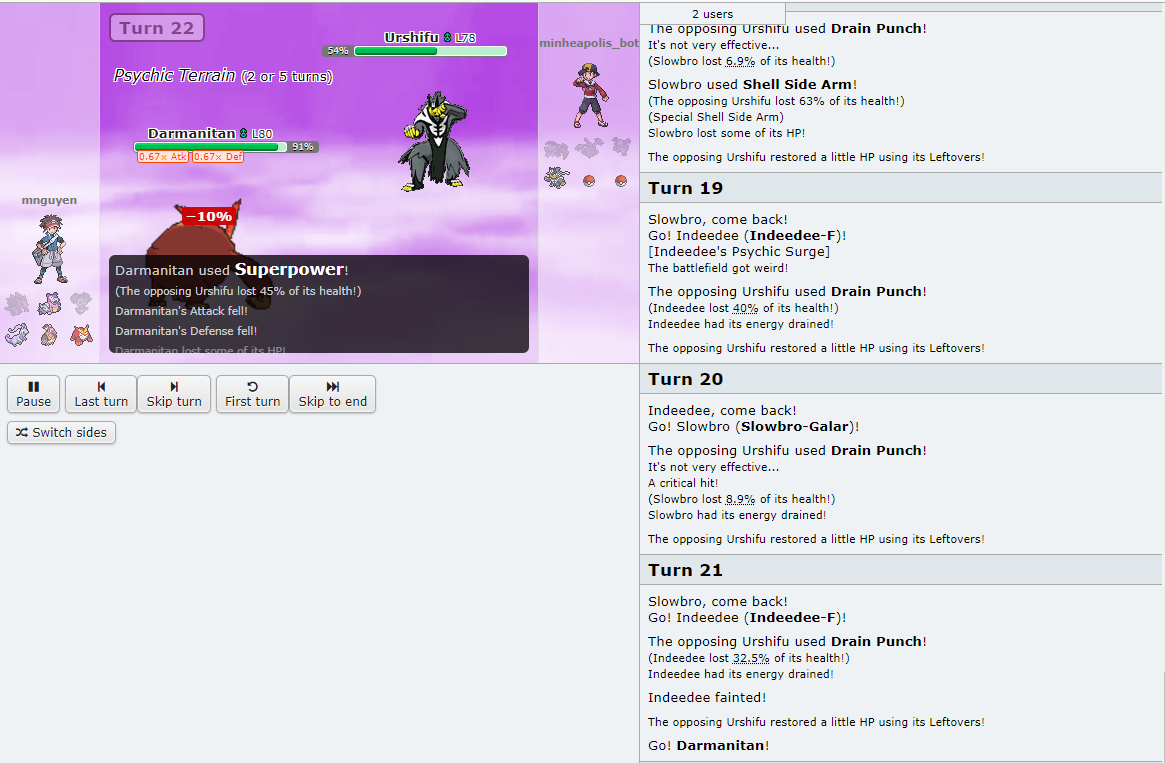 Turn 22
Urshifu L78
54%
Psychic Terrain (2 or 5 turns)
Darmanitan L80
91%
0.67× Atk 0.67× Def
−10%
Darmanitan used Superpower!
(The opposing Urshifu lost 45% of its health!)
Darmanitan's Attack fell!
Darmanitan's Defense fell!
Darmanitan lost some of its HP!
mnguyen
minheapolis_bot
Pause
Last turn
Skip turn
First turn
Skip to end
Switch sides
2 users
The opposing Urshifu used Drain Punch!
It's not very effective...
(Slowbro lost 6.9% of its health!)
Slowbro used Shell Side Arm!
(The opposing Urshifu lost 63% of its health!)
(Special Shell Side Arm)
Slowbro lost some of its HP!
The opposing Urshifu restored a little HP using its Leftovers!
Turn 19
Slowbro, come back!
Go! Indeedee (Indeedee-F)!
[Indeedee's Psychic Surge]
The battlefield got weird!
The opposing Urshifu used Drain Punch!
(Indeedee lost 40% of its health!)
Indeedee had its energy drained!
The opposing Urshifu restored a little HP using its Leftovers!
Turn 20
Indeedee, come back!
Go! Slowbro (Slowbro-Galar)!
The opposing Urshifu used Drain Punch!
It's not very effective...
A critical hit!
(Slowbro lost 8.9% of its health!)
Slowbro had its energy drained!
The opposing Urshifu restored a little HP using its Leftovers!
Turn 21
Slowbro, come back!
Go! Indeedee (Indeedee-F)!
The opposing Urshifu used Drain Punch!
(Indeedee lost 32.5% of its health!)
Indeedee had its energy drained!
Indeedee fainted!
The opposing Urshifu restored a little HP using its Leftovers!
Go! Darmanitan!